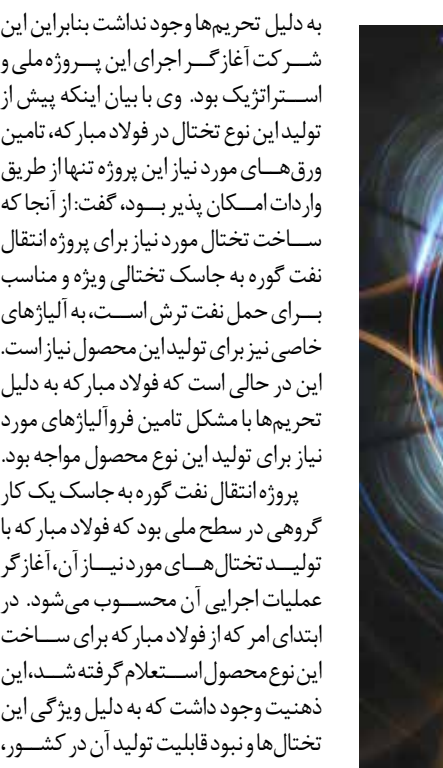 به دلیل تحریم‌ها وجود نداشت بنابراین این
شرکت آغازگر اجرای این پروژه ملی و
استراتژیک بود. وی با بیان اینکه پیش از
تولید این نوع تختال در فولاد مبارکه، تامین
ورق‌های مورد نیاز این پروژه تنها از طریق
واردات امکان پذیر بود، گفت: از آنجا که
ساخت تختال مورد نیاز برای پروژه انتقال
نفت گوره به جاسک تختالی ویژه و مناسب
برای حمل نفت ترش است، به آلیاژهای
خاصی نیز برای تولید این محصول نیاز است.
این در حالی است که فولاد مبارکه به دلیل
تحریم‌ها با مشکل تامین فروآلیاژهای مورد
نیاز برای تولید این نوع محصول مواجه بود.
پروژه انتقال نفت گوره به جاسک یک کار
گروهی در سطح ملی بود که فولاد مبارکه با
تولید تختال‌های مورد نیاز آن، آغازگر
عملیات اجرایی آن محسوب می‌شود. در
ابتدای امر که از فولاد مبارکه برای ساخت
این نوع محصول استعلام گرفته شد، این
ذهنیت وجود داشت که به دلیل ویژگی این
تختال‌ها و نبود قابلیت تولید آن در کشور،